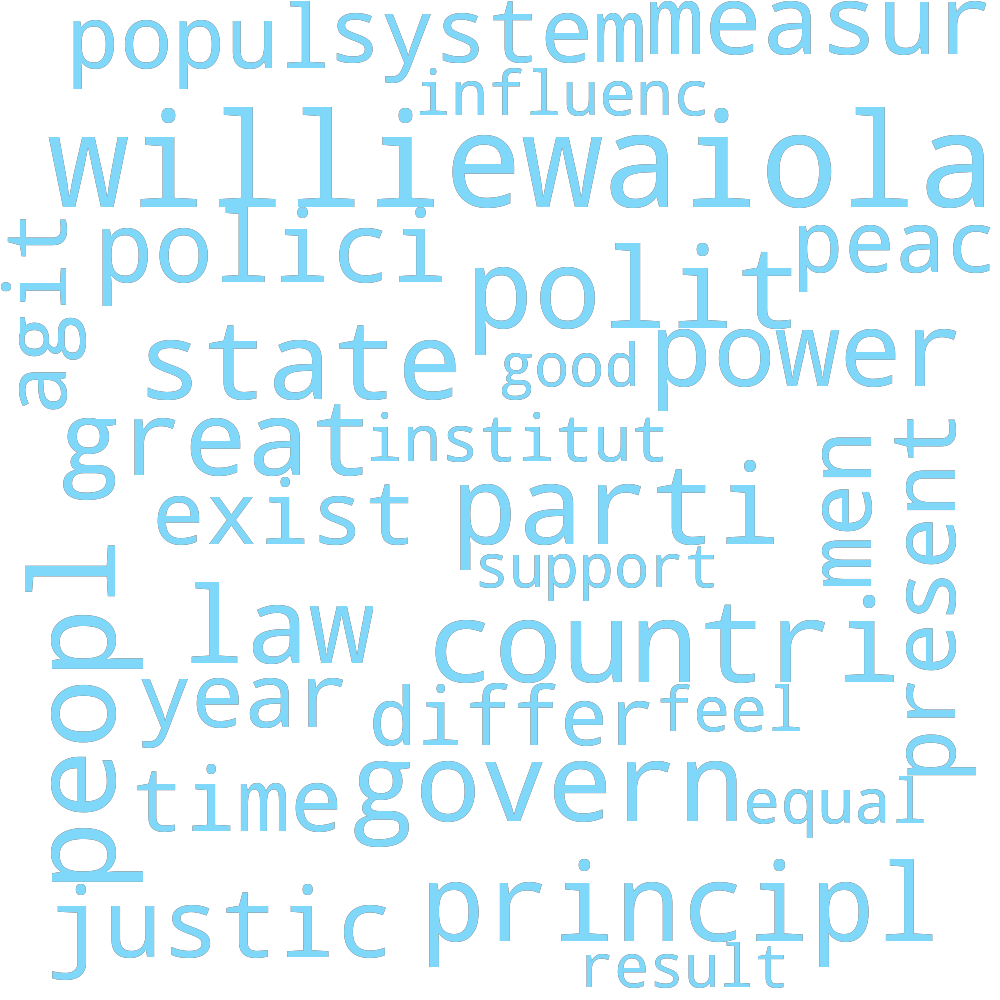 popul system measur
influenc
williewaiola
polici polit peac
agit
state good power
great institut
exist parti men present
support
peopl law countri
year differ feel
time govern equal
justic principl
result